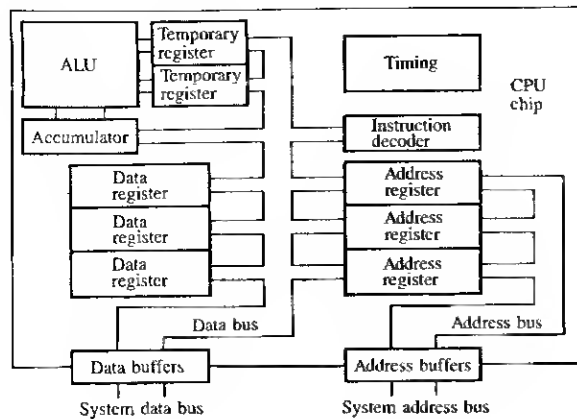 Temporary
register
ALU
Timing
Temporary
register
CPU
chip
Accumulator
Instruction
decoder
Data
register
Address
register
Data
register
Address
register
Data
register
Address
register
Data bus
Address bus
Data buffers
Address buffers
System data bus
System address bus